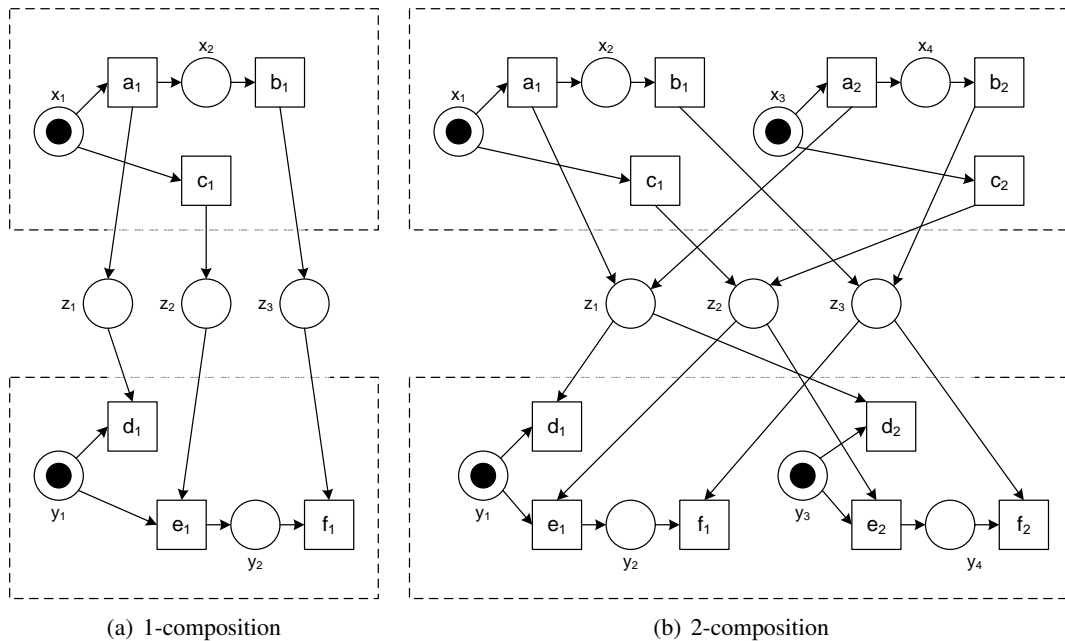 x₂
a₁ b₁
x₁
c₁
z₁ z₂ z₃
d₁
y₁
e₁ f₁
y₂
(a) 1-composition
x₂ x₄
a₁ b₁ a₂ b₂
x₁ x₃
c₁ c₂
z₁ z₂ z₃
d₁ d₂
y₁ y₃
e₁ f₁ e₂ f₂
y₂ y₄
(b) 2-composition